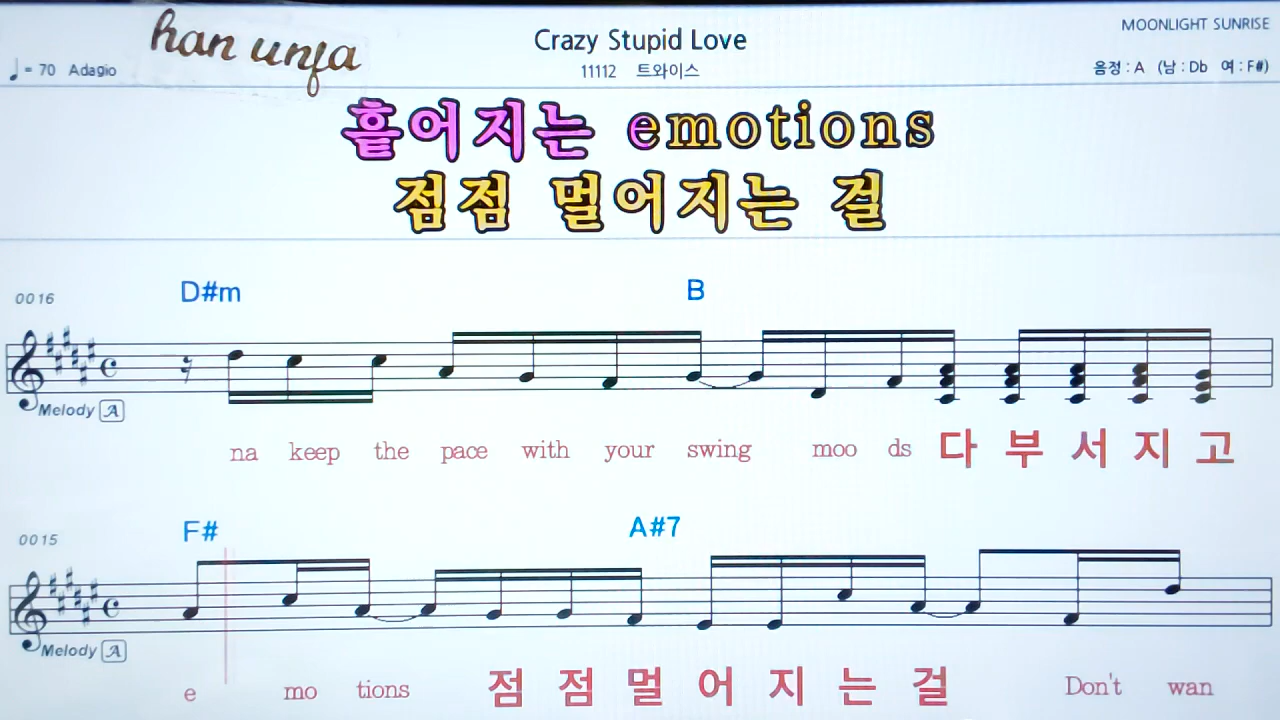 han unja
Crazy Stupid Love
MOONLIGHT SUNRISE
♩= 70 Adagio
11112 트와이스
음정 : A (남 : Db 여 : F#)
흩어지는 emotions
점점 멀어지는 걸
0016
D#m B
Melody A
na keep the pace with your swing moo ds 다 부 서 지 고
0015
F# A#7
Melody A
e mo tions 점 점 멀 어 지 는 걸 Don't wan